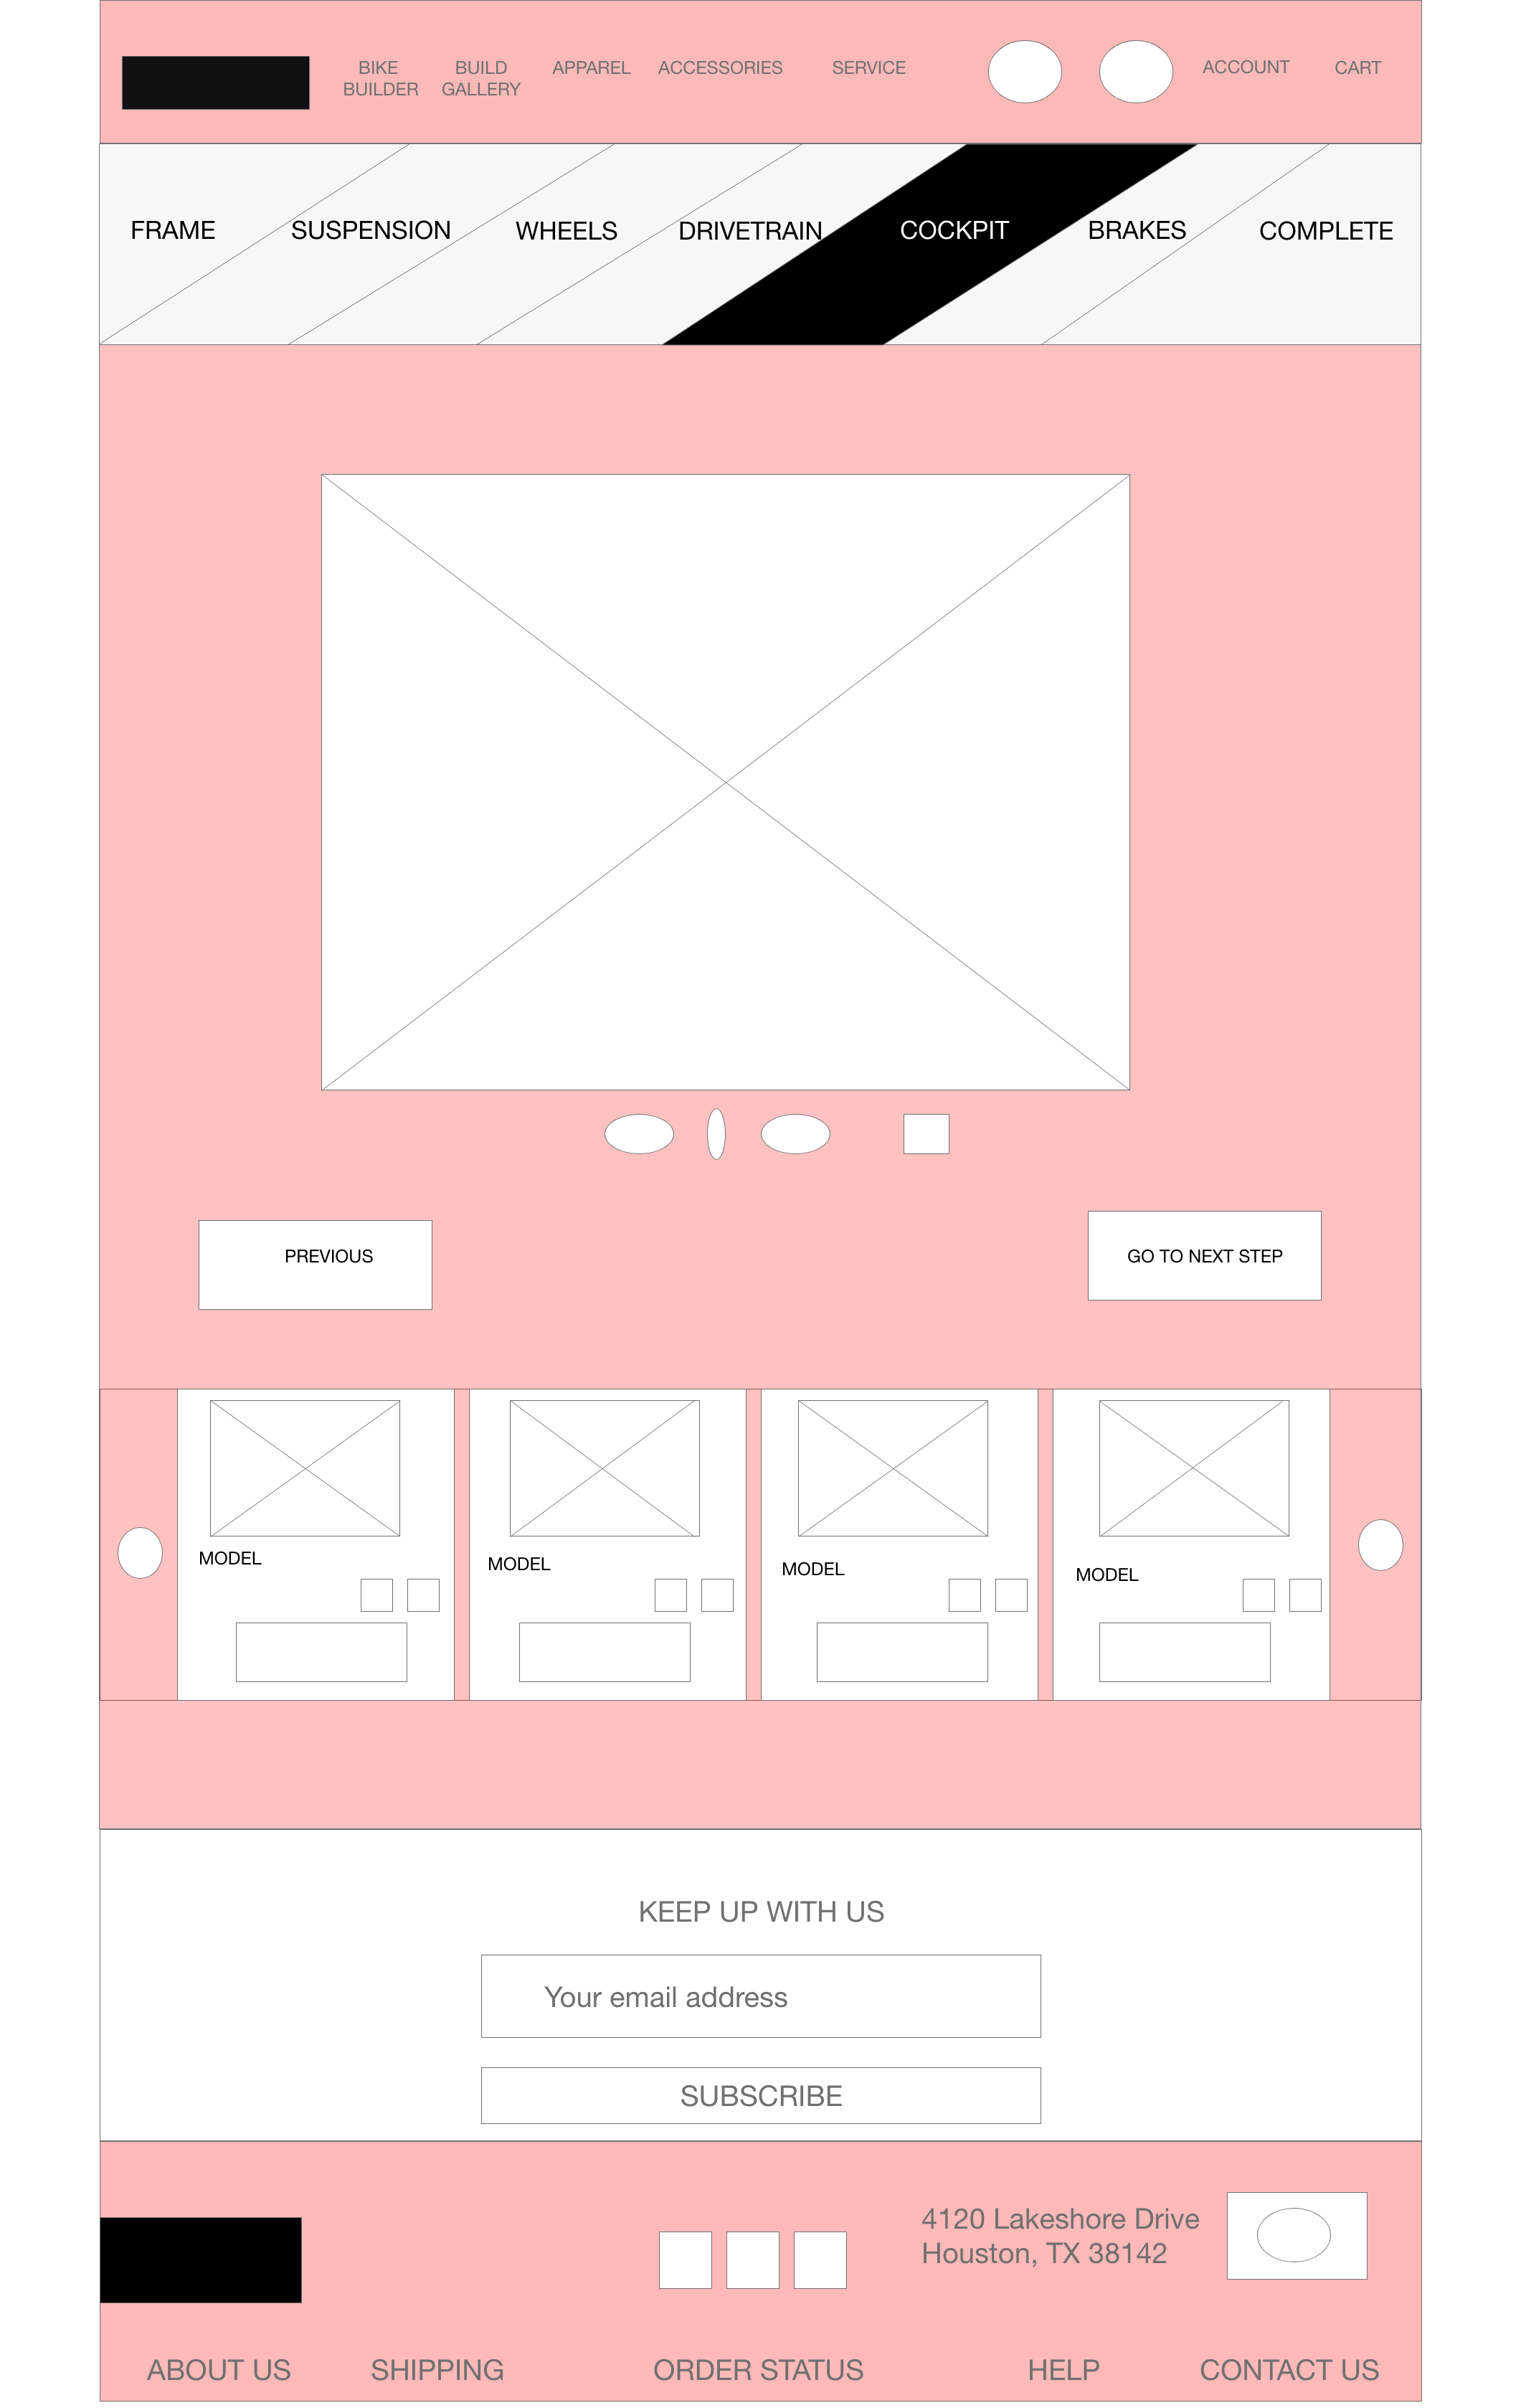 BIKE
BUILDER
BUILD
GALLERY
APPAREL
ACCESSORIES
SERVICE
ACCOUNT
CART
FRAME
SUSPENSION
WHEELS
DRIVETRAIN
COCKPIT
BRAKES
COMPLETE
PREVIOUS
GO TO NEXT STEP
MODEL
MODEL
MODEL
MODEL
KEEP UP WITH US
Your email address
SUBSCRIBE
4120 Lakeshore Drive
Houston, TX 38142
ABOUT US
SHIPPING
ORDER STATUS
HELP
CONTACT US